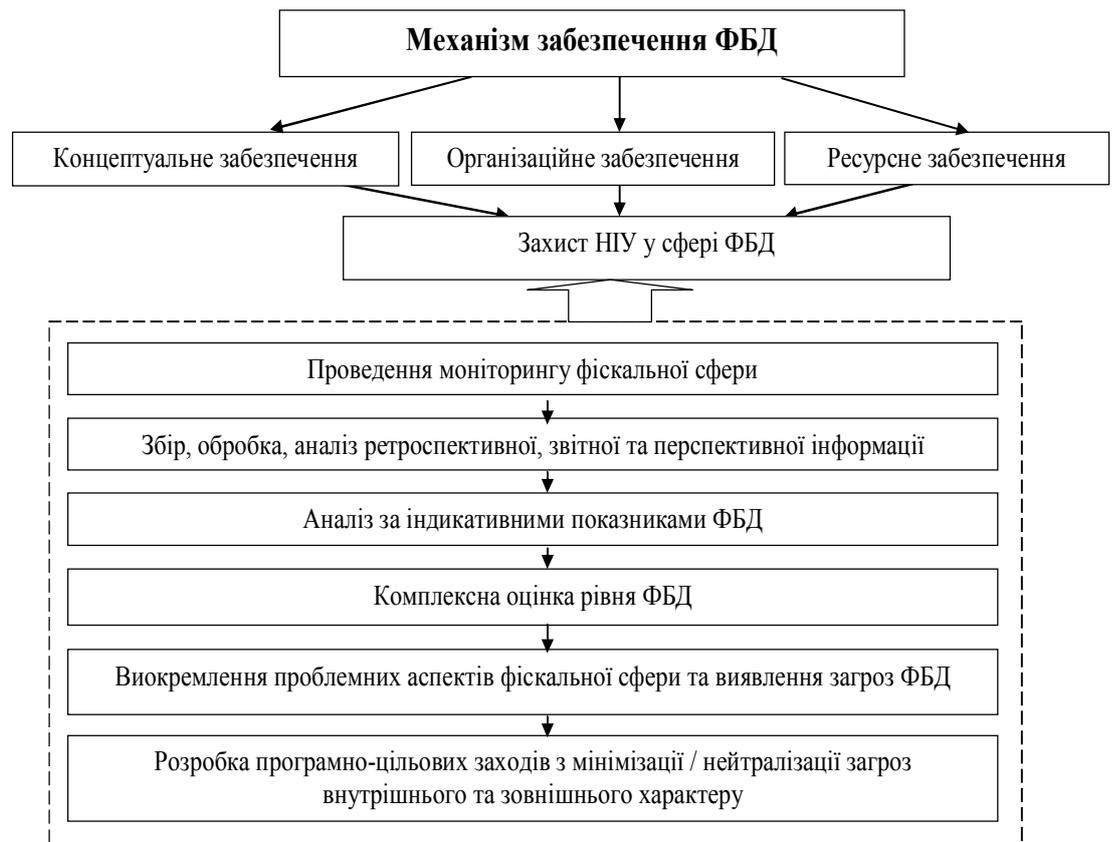 Механізм забезпечення ФБД
Концептуальне забезпечення
Організаційне забезпечення
Ресурсне забезпечення
Захист НІУ у сфері ФБД
Проведення моніторингу фіскальної сфери
Збір, обробка, аналіз ретроспективної, звітної та перспективної інформації
Аналіз за індикативними показниками ФБД
Комплексна оцінка рівня ФБД
Виокремлення проблемних аспектів фіскальної сфери та виявлення загроз ФБД
Розробка програмно-цільових заходів з мінімізації / нейтралізації загроз
внутрішнього та зовнішнього характеру